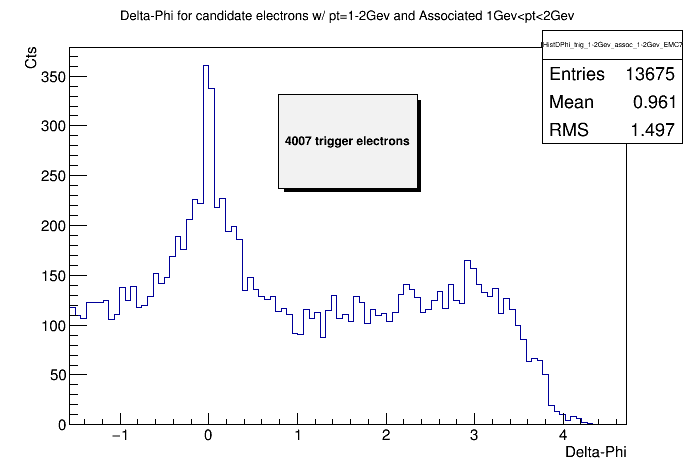 Delta-Phi for candidate electrons w/ pt=1-2Gev and Associated 1Gev<pt<2Gev
Cts
HistDPhi_trig_1-2Gev_assoc_1-2Gev_EMC7
Entries 13675
Mean 0.961
RMS 1.497
4007 trigger electrons
350
300
250
200
150
100
50
0
−1 0 1 2 3 4
Delta-Phi